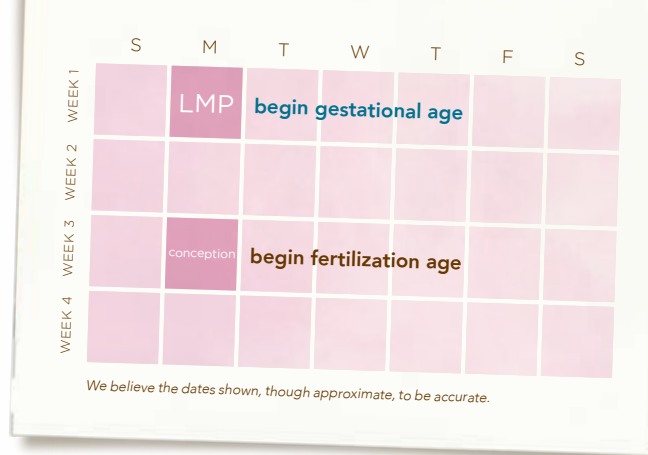 S M T W T F S
WEEK 1
LMP begin gestational age
WEEK 2
WEEK 3
conception begin fertilization age
WEEK 4
We believe the dates shown, though approximate, to be accurate.